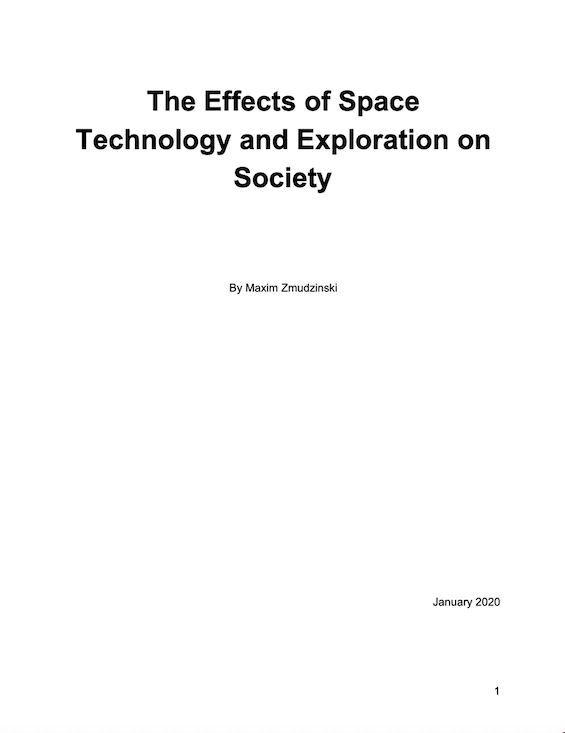 The Effects of Space
Technology and Exploration on
Society
By Maxim Zmudzinski
January 2020
1